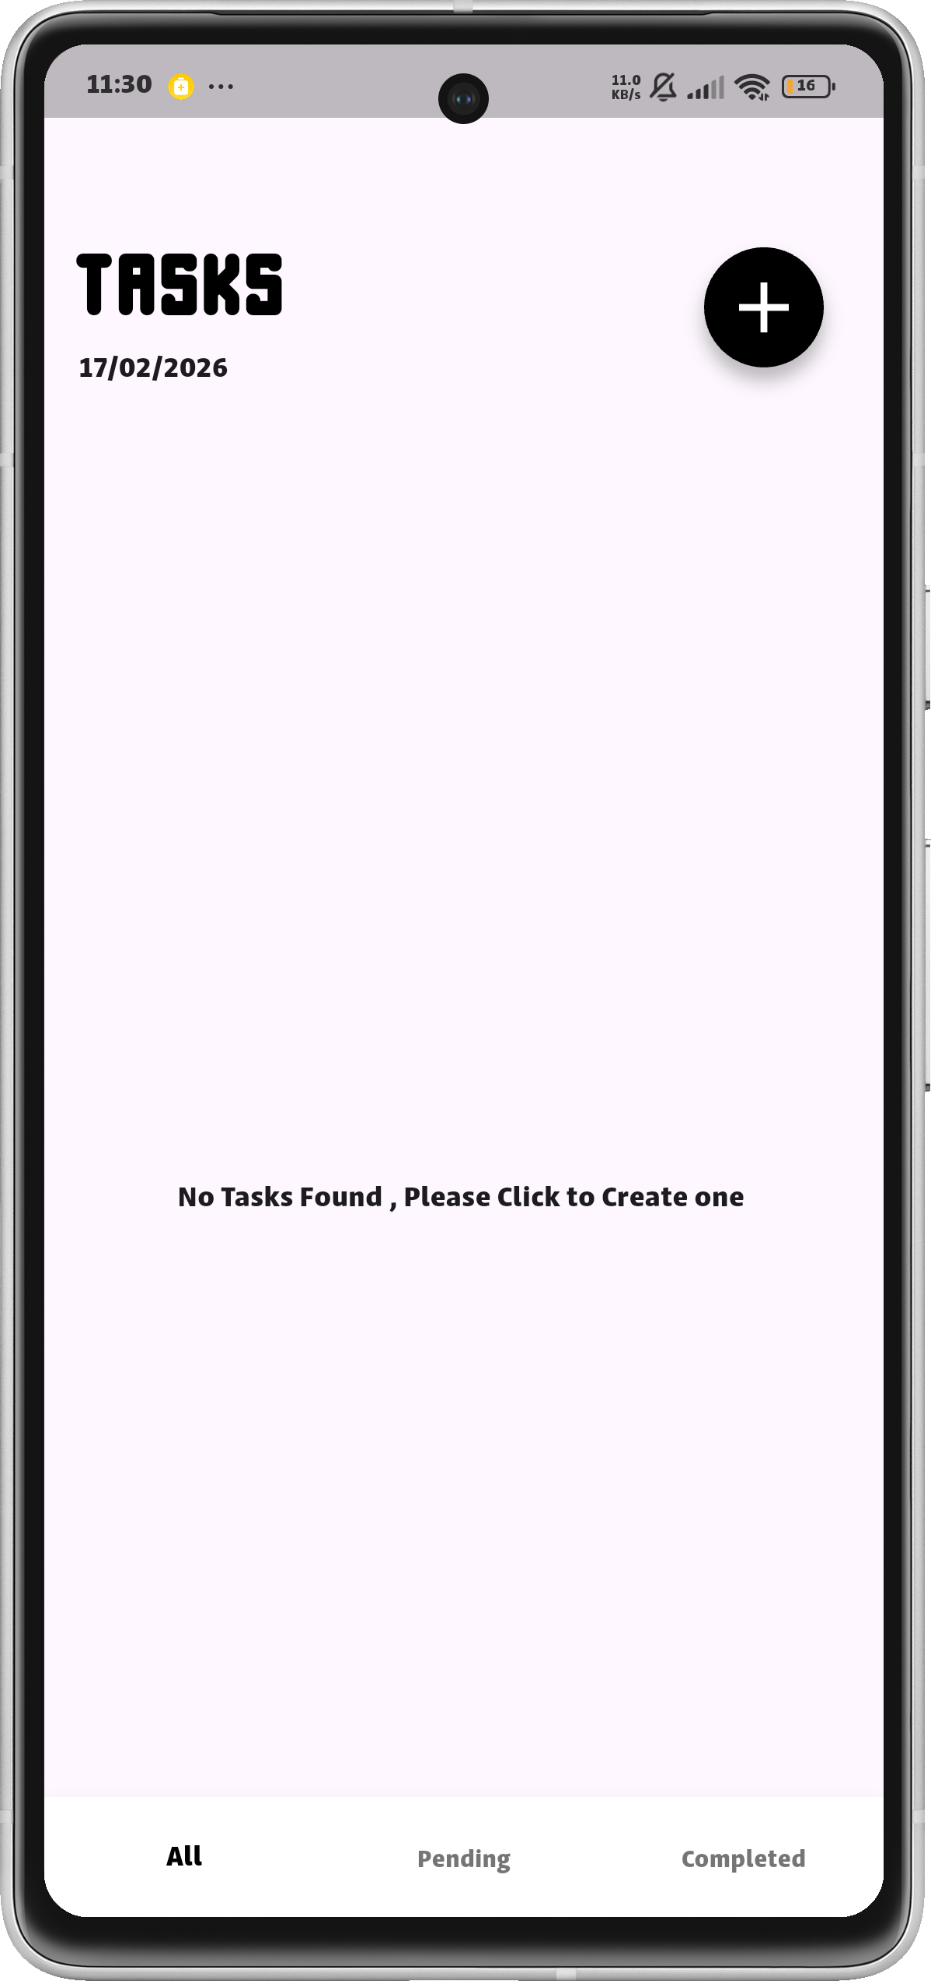 11:30 ... 11.0 KB/s 16
TASKS
17/02/2026
No Tasks Found , Please Click to Create one
All Pending Completed